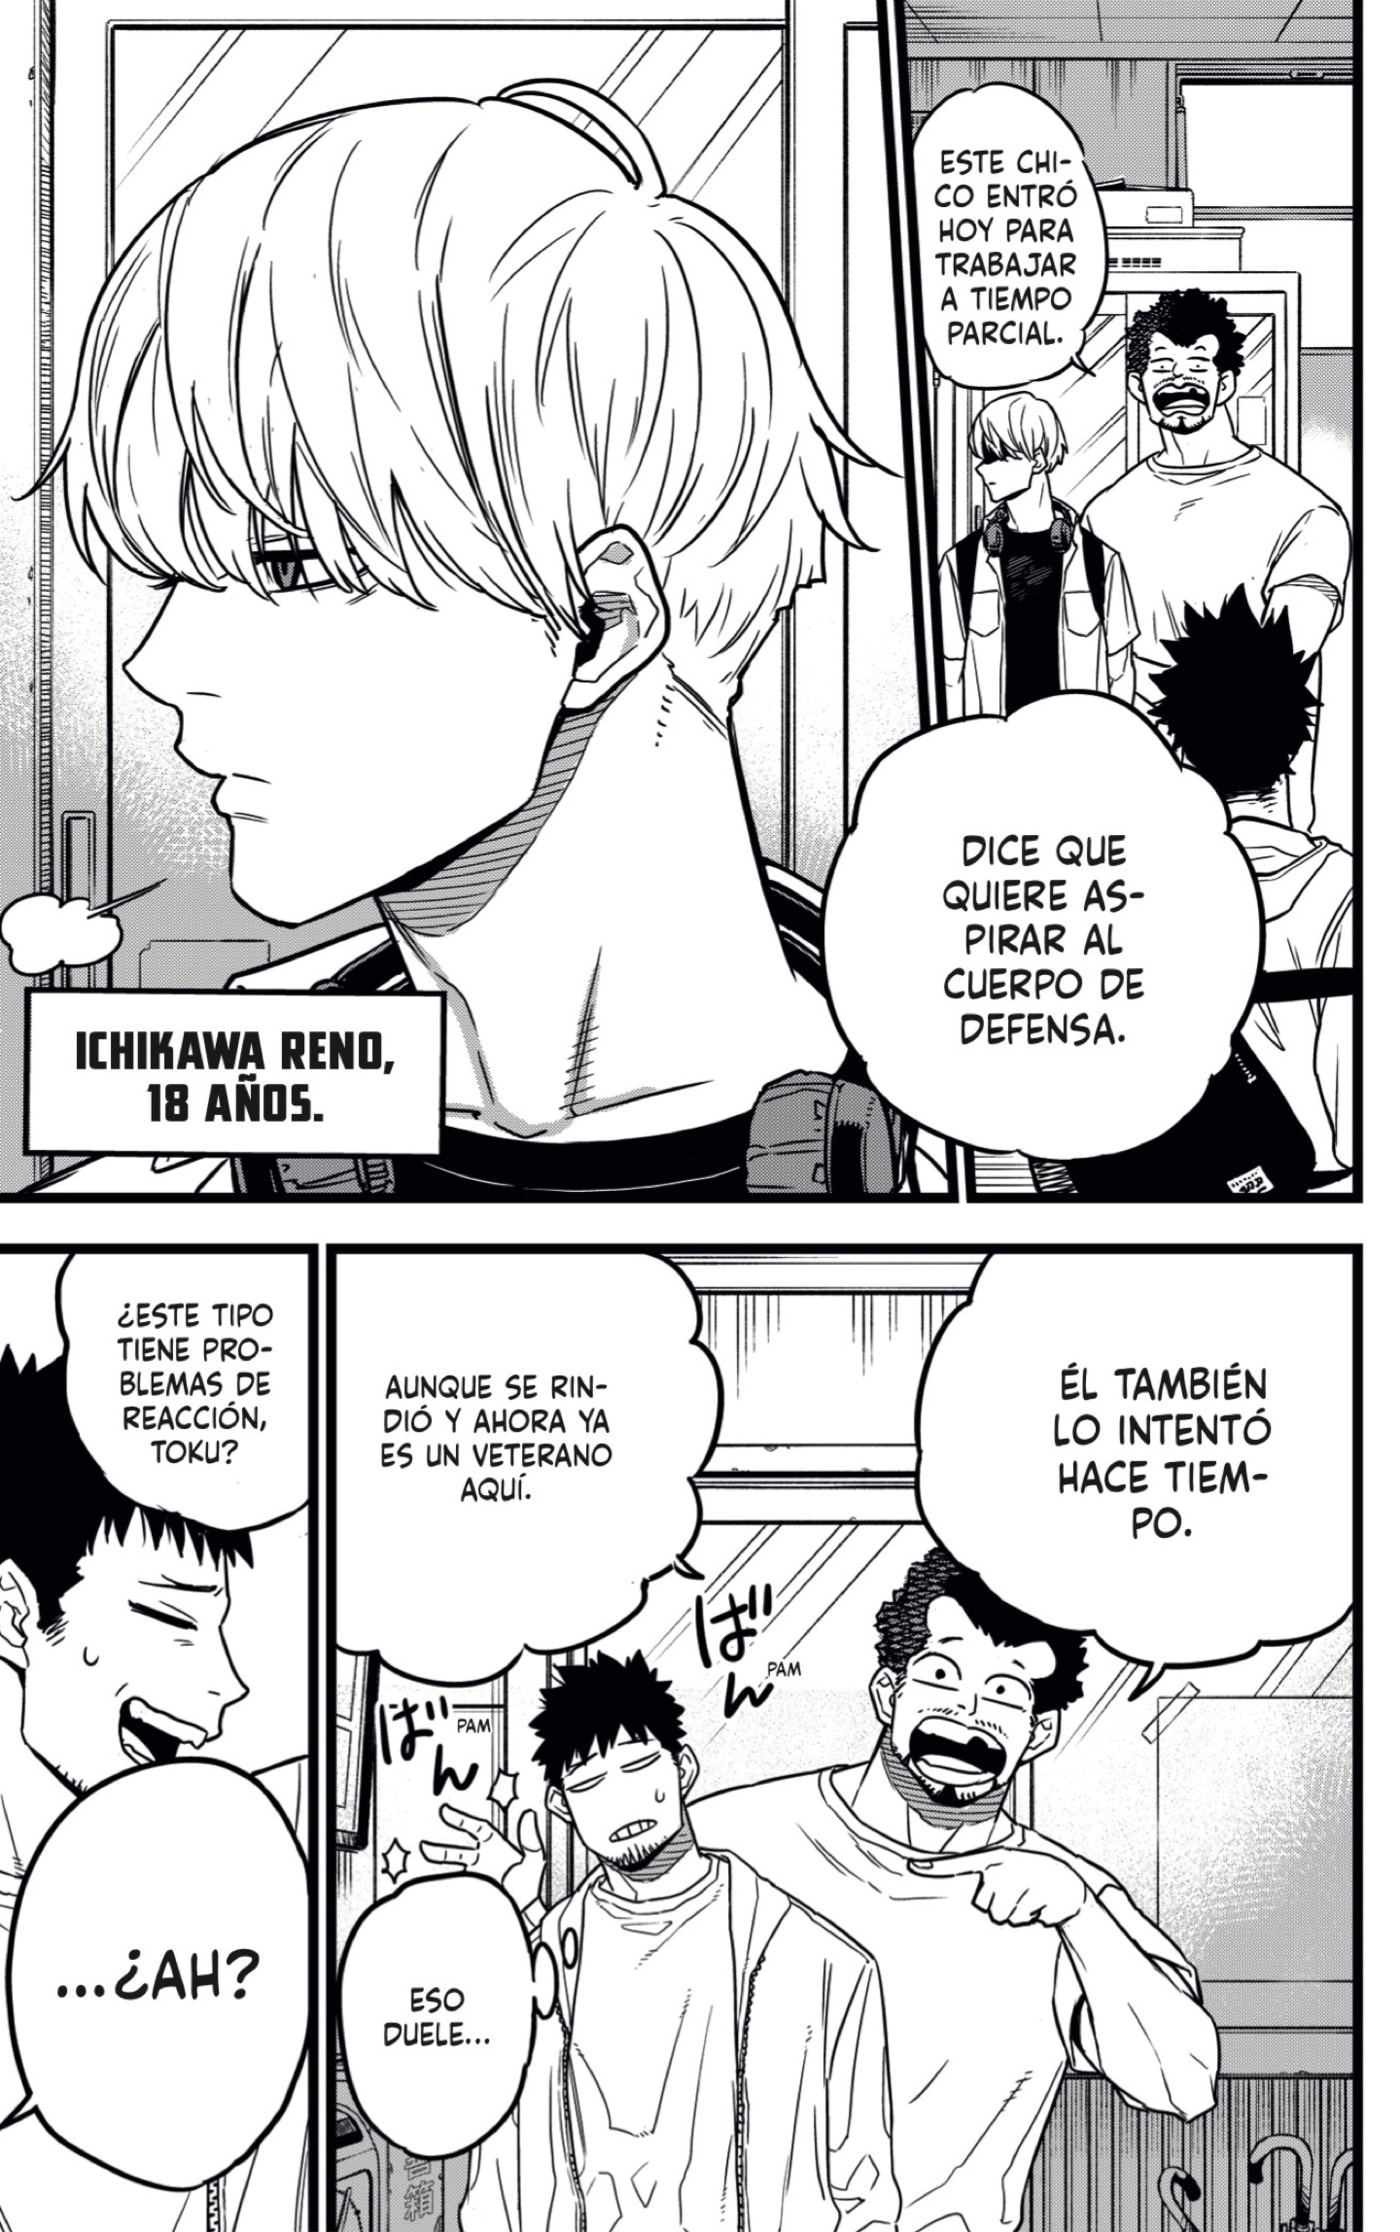 ESTE CHI-
CO ENTRÓ
HOY PARA
TRABAJAR
A TIEMPO
PARCIAL.
DICE QUE
QUIERE AS-
PIRAR AL
CUERPO DE
DEFENSA.
ICHIKAWA RENO,
18 AÑOS.
ÉL TAMBIÉN
LO INTENTÓ
HACE TIEM-
PO.
AUNQUE SE RIN-
DIÓ Y AHORA YA
ES UN VETERANO
AQUÍ.
ばん
PAM
ばん
PAM
ESO
DUELE...
¿ESTE TIPO
TIENE PRO-
BLEMAS DE
REACCIÓN,
TOKU?
...¿AH?